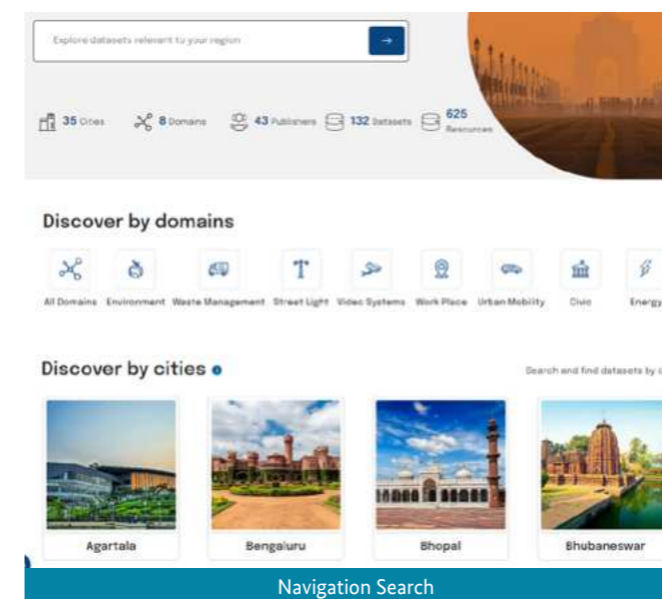 Explore datasets relevant to your region
35 Cities 8 Domains 43 Publishers 132 Datasets 625 Resources
Discover by domains
All Domains Environment Waste Management Street Light Video Systems Work Place Urban Mobility Civic Energy
Discover by cities
Search and find datasets by
Agartala Bengaluru Bhopal Bhubaneswar
Navigation Search